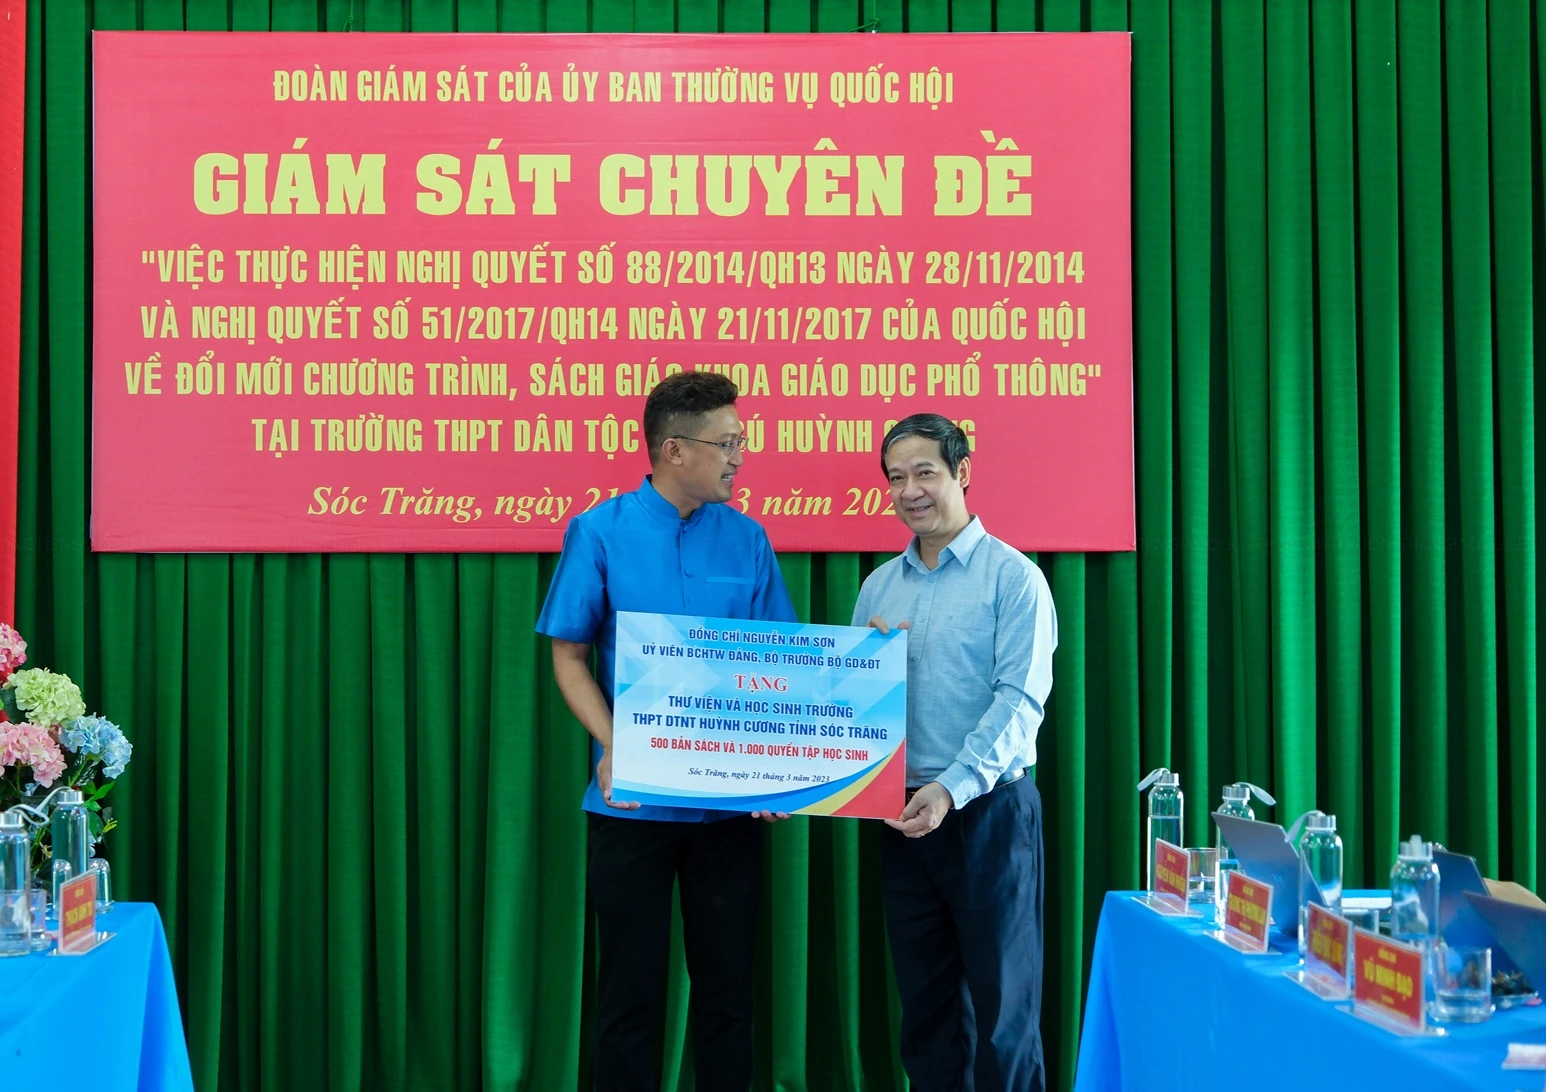 ĐOÀN GIÁM SÁT CỦA ỦY BAN THƯỜNG VỤ QUỐC HỘI
GIÁM SÁT CHUYÊN ĐỀ
"VIỆC THỰC HIỆN NGHỊ QUYẾT SỐ 88/2014/QH13 NGÀY 28/11/2014
VÀ NGHỊ QUYẾT SỐ 51/2017/QH14 NGÀY 21/11/2017 CỦA QUỐC HỘI
VỀ ĐỔI MỚI CHƯƠNG TRÌNH, SÁCH GIÁO KHOA GIÁO DỤC PHỔ THÔNG"
TẠI TRƯỜNG THPT DÂN TỘC HUỲNH
Sóc Trăng, ngày 21 3 năm
ĐỒNG CHÍ NGUYỄN KIM SƠN
UỶ VIÊN BCHTW ĐẢNG, BỘ TRƯỞNG BỘ GD&ĐT
TẶNG
THƯ VIỆN VÀ HỌC SINH TRƯỜNG
THPT DTNT HUỲNH CƯƠNG TỈNH SÓC TRĂNG
500 BẢN SÁCH VÀ 1.000 QUYỂN TẬP HỌC SINH
Sóc Trăng, ngày 21 tháng 3 năm 2023
VŨ MINH ĐẠO